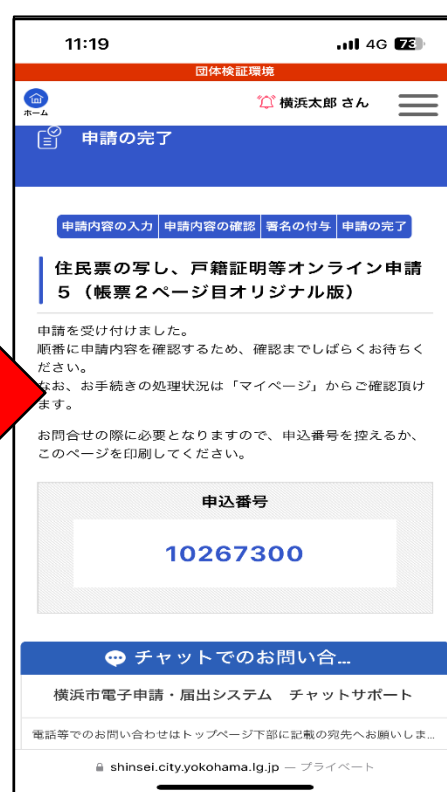 11:19
4G 73
団体検証環境
ホーム
横浜太郎 さん
申請の完了
申請内容の入力 申請内容の確認 署名の付与 申請の完了
住民票の写し、戸籍証明等オンライン申請
５（帳票２ページ目オリジナル版）
申請を受け付けました。
順番に申請内容を確認するため、確認までしばらくお待ちく
ださい。
なお、お手続きの処理状況は「マイページ」からご確認頂け
ます。
お問合せの際に必要となりますので、申込番号を控えるか、
このページを印刷してください。
申込番号
10267300
チャットでのお問い合...
横浜市電子申請・届出システム　チャットサポート
電話等でのお問い合わせはトップページ下部に記載の宛先へお願いしま...
shinsei.city.yokohama.lg.jp — プライベート